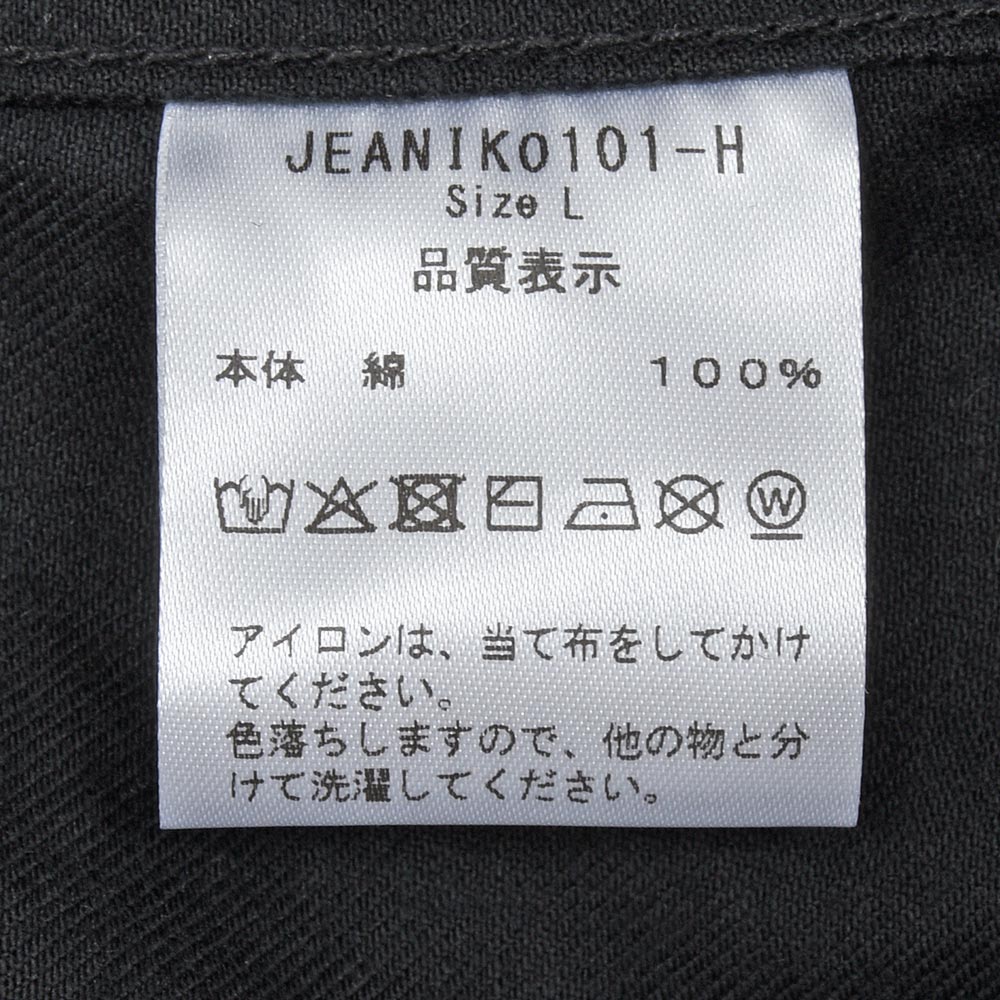 JEANIKO101-H
Size L
品質表示
本体 綿 １００％
W
アイロンは、当て布をしてかけ
てください。
色落ちしますので、他の物と分
けて洗濯してください。